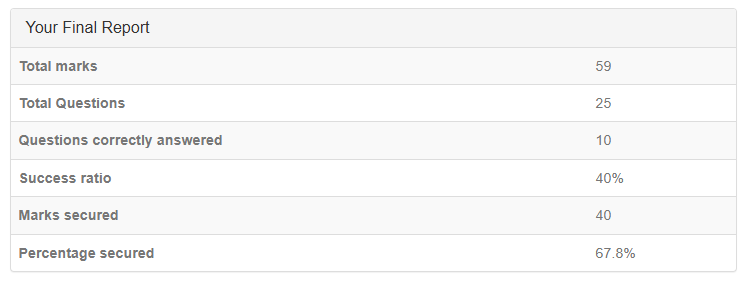 Your Final Report
Total marks 59
Total Questions 25
Questions correctly answered 10
Success ratio 40%
Marks secured 40
Percentage secured 67.8%